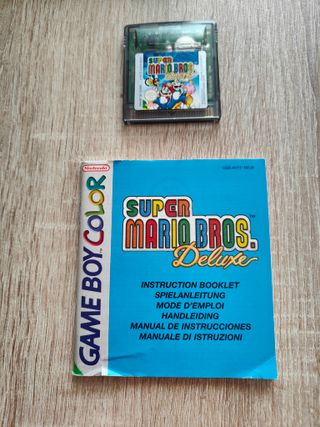 SUPER
MARIO BROS.
Deluxe
Nintendo
GAME BOY COLOR
SUPER
MARIO BROS.
™
Deluxe
INSTRUCTION BOOKLET
SPIELANLEITUNG
MODE D'EMPLOI
HANDLEIDING
MANUAL DE INSTRUCCIONES
MANUALE DI ISTRUZIONI